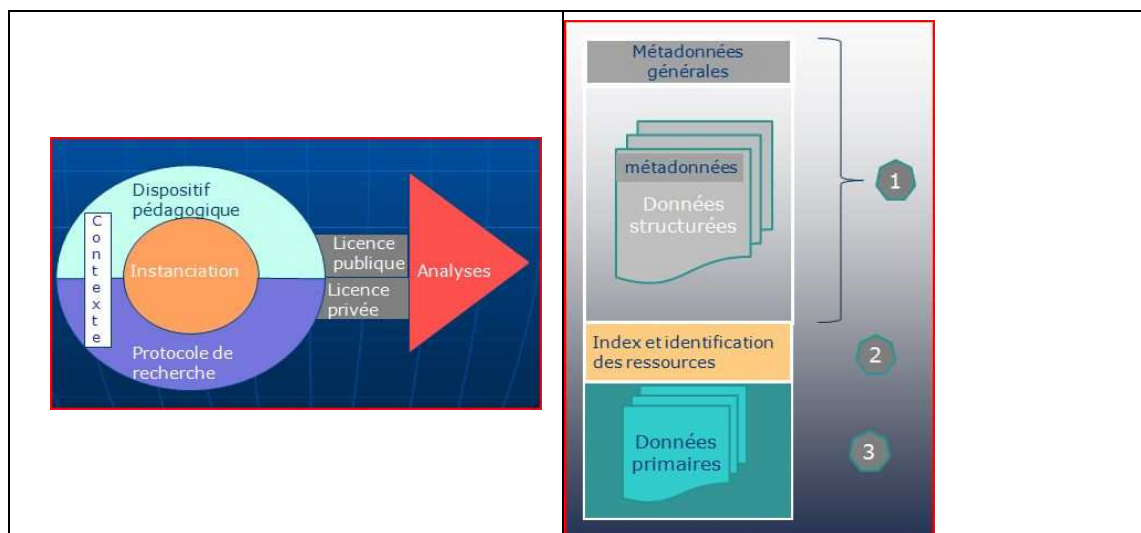 Dispositif
pédagogique
Contexte
Instanciation
Protocole de
recherche
Licence
publique
Licence
privée
Analyses
Métadonnées
générales
métadonnées
Données
structurées
1
Index et identification
des ressources
2
Données
primaires
3